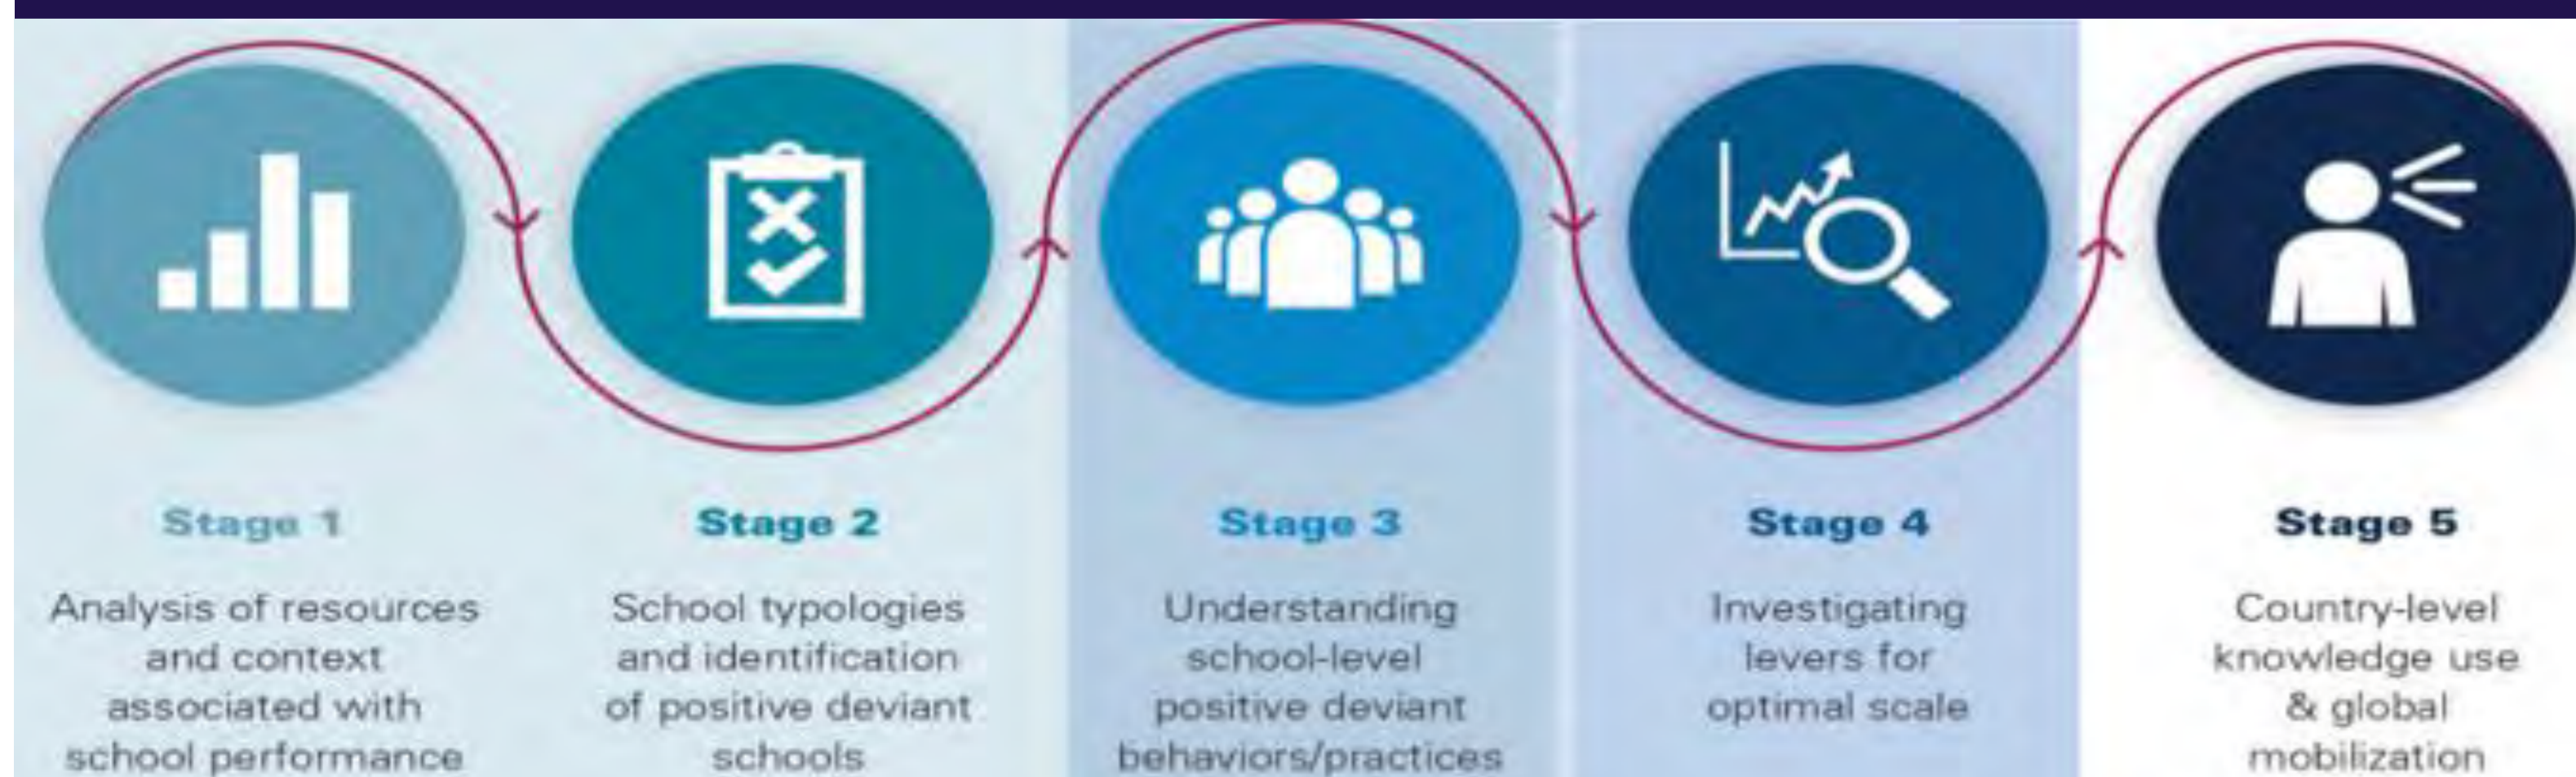 Stage 1
Analysis of resources
and context
associated with
school performance
Stage 2
School typologies
and identification
of positive deviant
schools
Stage 3
Understanding
school-level
positive deviant
behaviors/practices
Stage 4
Investigating
levers for
optimal scale
Stage 5
Country-level
knowledge use
& global
mobilization